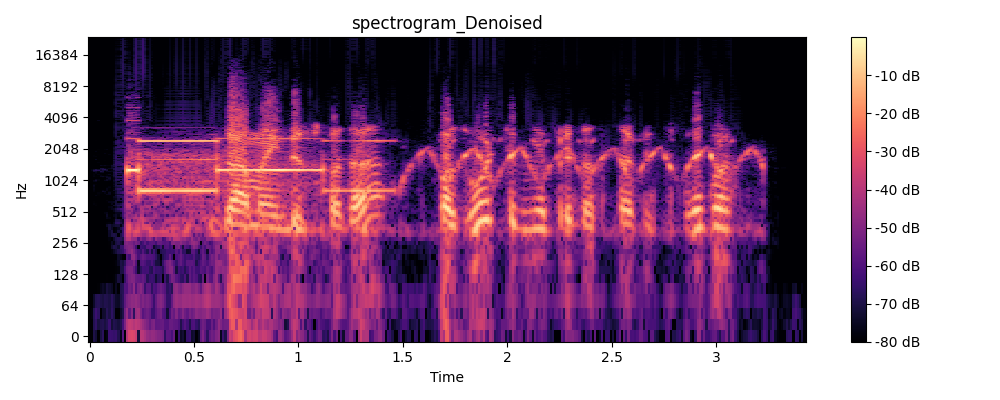 spectrogram_Denoised
16384
8192
4096
2048
1024
512
256
128
64
0
Hz
0 0.5 1 1.5 2 2.5 3
Time
-10 dB
-20 dB
-30 dB
-40 dB
-50 dB
-60 dB
-70 dB
-80 dB